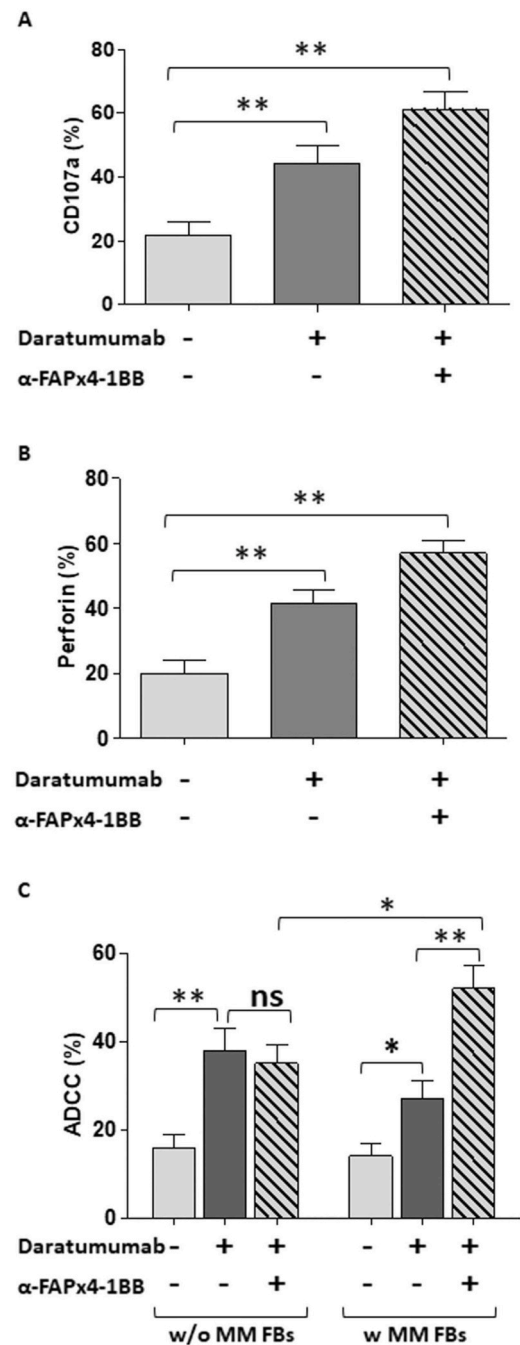 A
80
60
40
20
0
CD107a (%)
**
**
Daratumumab - + +
α-FAPx4-1BB - - +
B
80
60
40
20
0
Perforin (%)
**
**
Daratumumab - + +
α-FAPx4-1BB - - +
C
60
40
20
0
ADCC (%)
*
**
** ns
*
Daratumumab - + + - + +
α-FAPx4-1BB - - + - - +
w/o MM FBs w MM FBs